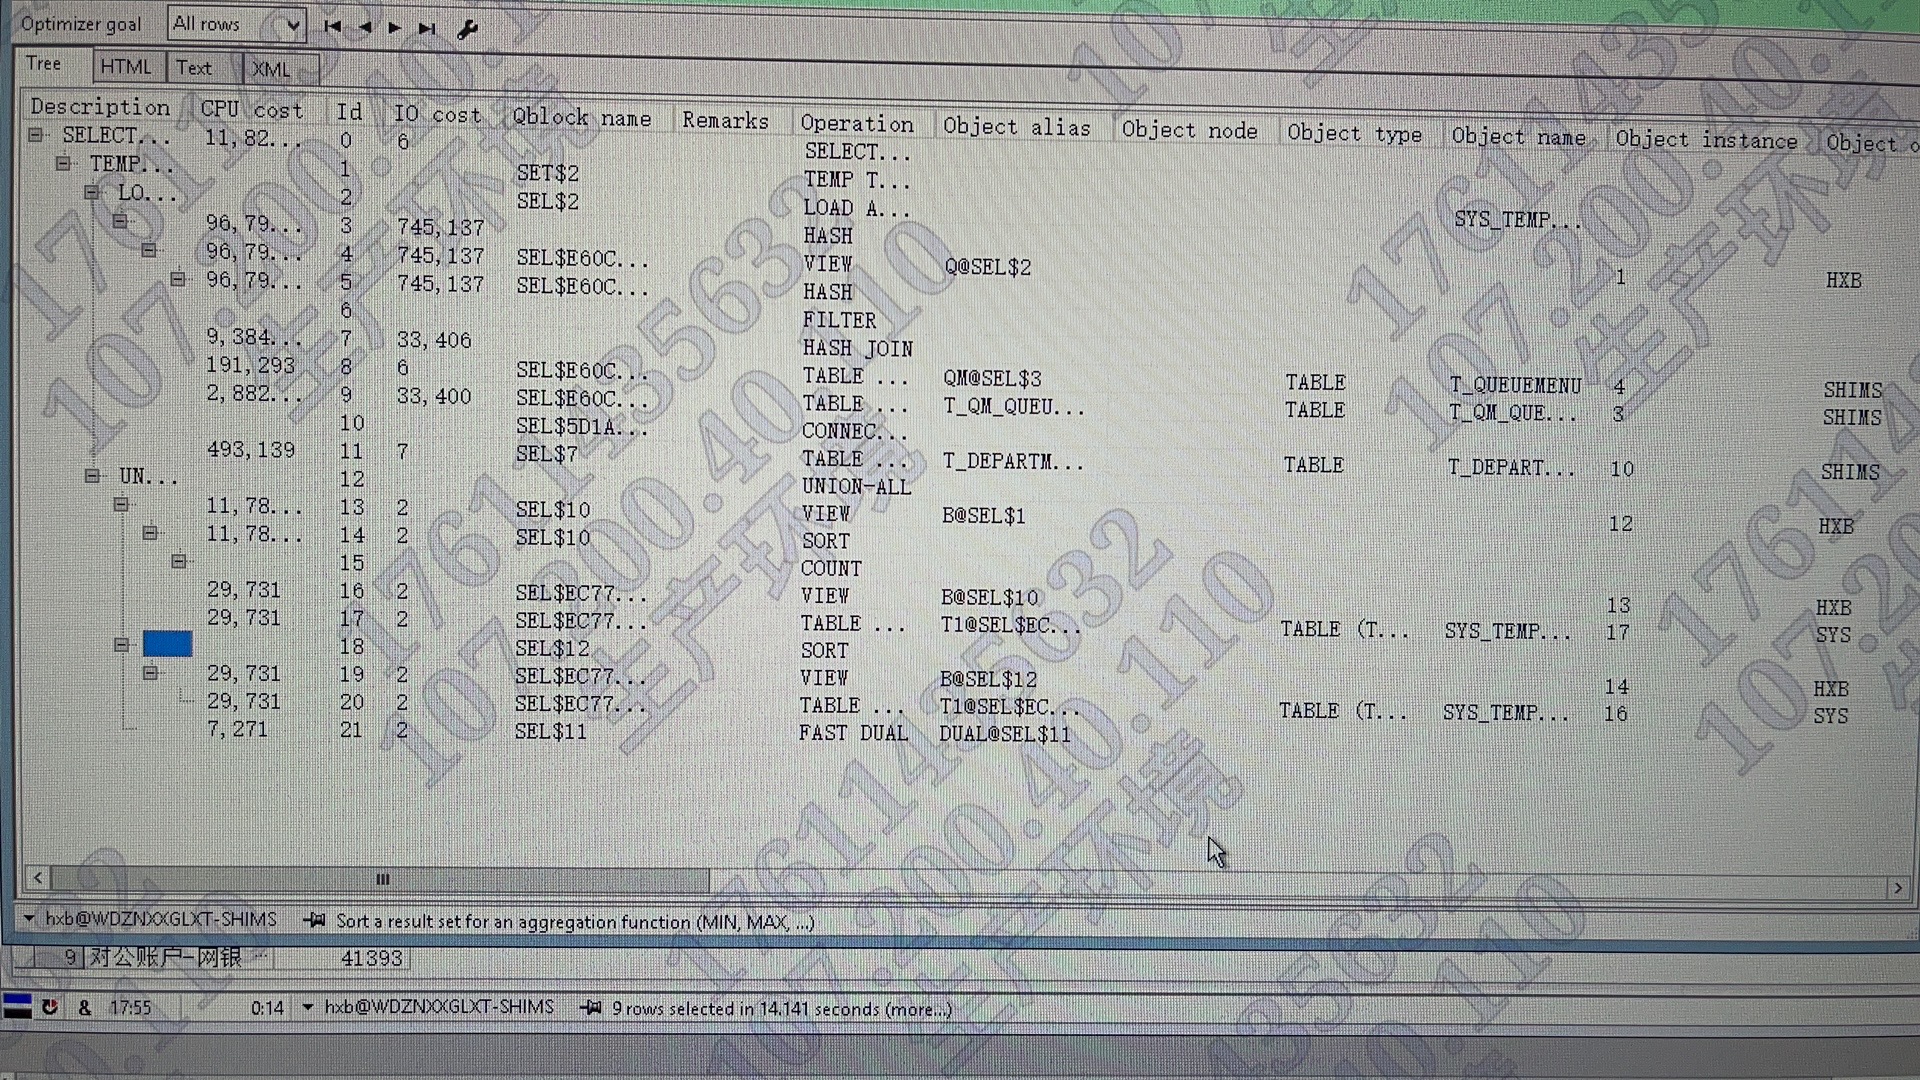 Optimizer goal All rows
Tree HTML Text XML
Description CPU cost Id IO cost Qblock name Remarks Operation Object alias Object node Object type Object name Object instance Object o
SELECT... 11,82... 0 6 SELECT...
TEMP... 1 SET$2 TEMP T...
LO... 2 SEL$2 LOAD A... SYS_TEMP...
96,79... 3 745,137 HASH
96,79... 4 745,137 SEL$E60C... VIEW Q@SEL$2 1 HXB
96,79... 5 745,137 SEL$E60C... HASH
6 FILTER
9,384... 7 33,406 HASH JOIN
191,293 8 6 SEL$E60C... TABLE ... QM@SEL$3 TABLE T_QUEUEMENU 4 SHIMS
2,882... 9 33,400 SEL$E60C... TABLE ... T_QM_QUEU... TABLE T_QM_QUE... 3 SHIMS
10 SEL$5D1A... CONNEC...
493,139 11 7 SEL$7 TABLE ... T_DEPARTM... TABLE T_DEPART... 10 SHIMS
UN... 12 UNION-ALL
11,78... 13 2 SEL$10 VIEW B@SEL$1 12 HXB
11,78... 14 2 SEL$10 SORT
15 COUNT
29,731 16 2 SEL$EC77... VIEW B@SEL$10 13 HXB
29,731 17 2 SEL$EC77... TABLE ... T1@SEL$EC... TABLE (T... SYS_TEMP... 17 SYS
18 SEL$12 SORT
29,731 19 2 SEL$EC77... VIEW B@SEL$12 14 HXB
29,731 20 2 SEL$EC77... TABLE ... T1@SEL$EC... TABLE (T... SYS_TEMP... 16 SYS
7,271 21 2 SEL$11 FAST DUAL DUAL@SEL$11
hxb@WDZNXXGLXT-SHIMS Sort a result set for an aggregation function (MIN, MAX, ...)
9 对公账户-网银 ... 41393
& 17:55 0:14 hxb@WDZNXXGLXT-SHIMS 9 rows selected in 14.141 seconds (more...)
17611435632
107.200.40.110
生产环境